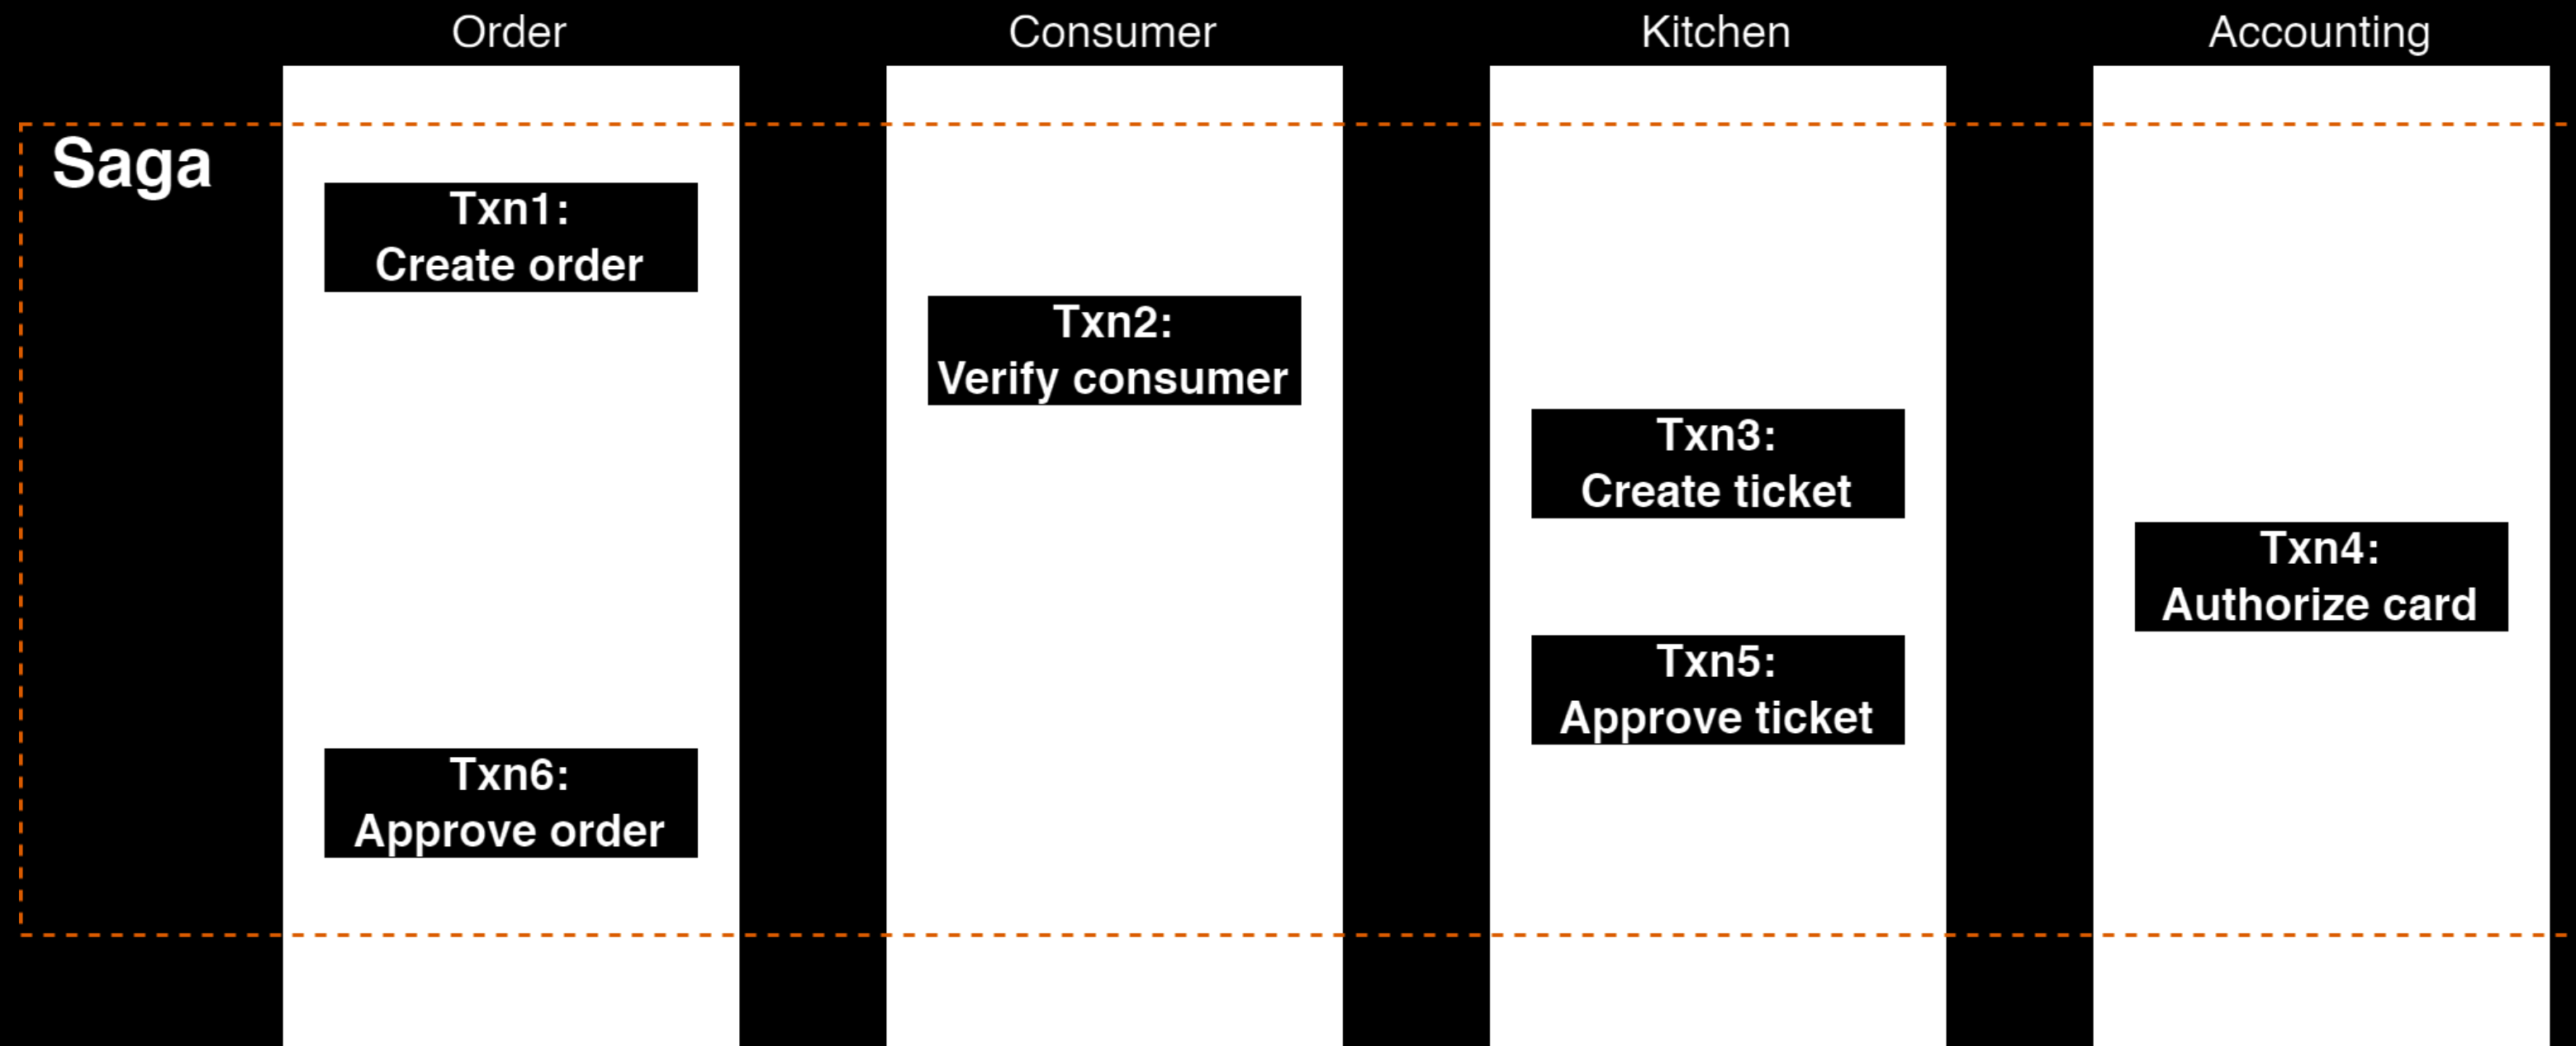 Order
Consumer
Kitchen
Accounting
Saga
Txn1:
Create order
Txn2:
Verify consumer
Txn3:
Create ticket
Txn4:
Authorize card
Txn5:
Approve ticket
Txn6:
Approve order